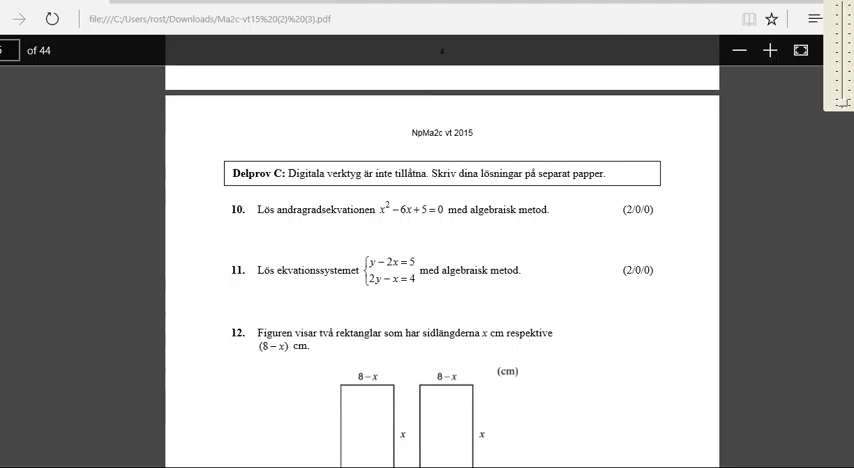 file:///C:/Users/rost/Downloads/Ma2c-vt15%20(2)%20(3).pdf
of 44
4
NpMa2c vt 2015
Delprov C: Digitala verktyg är inte tillåtna. Skriv dina lösningar på separat papper.
10. Lös andragradsekvationen x² − 6x + 5 = 0 med algebraisk metod. (2/0/0)
11. Lös ekvationssystemet { y − 2x = 5 med algebraisk metod. (2/0/0)
2y − x = 4
12. Figuren visar två rektanglar som har sidlängderna x cm respektive
(8 − x) cm.
8 − x 8 − x (cm)
x x